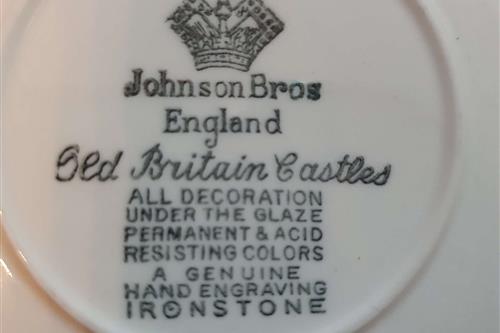 Johnson Bros
England
Old Britain Castles
ALL DECORATION
UNDER THE GLAZE
PERMANENT & ACID
RESISTING COLORS
A GENUINE
HAND ENGRAVING
IRONSTONE